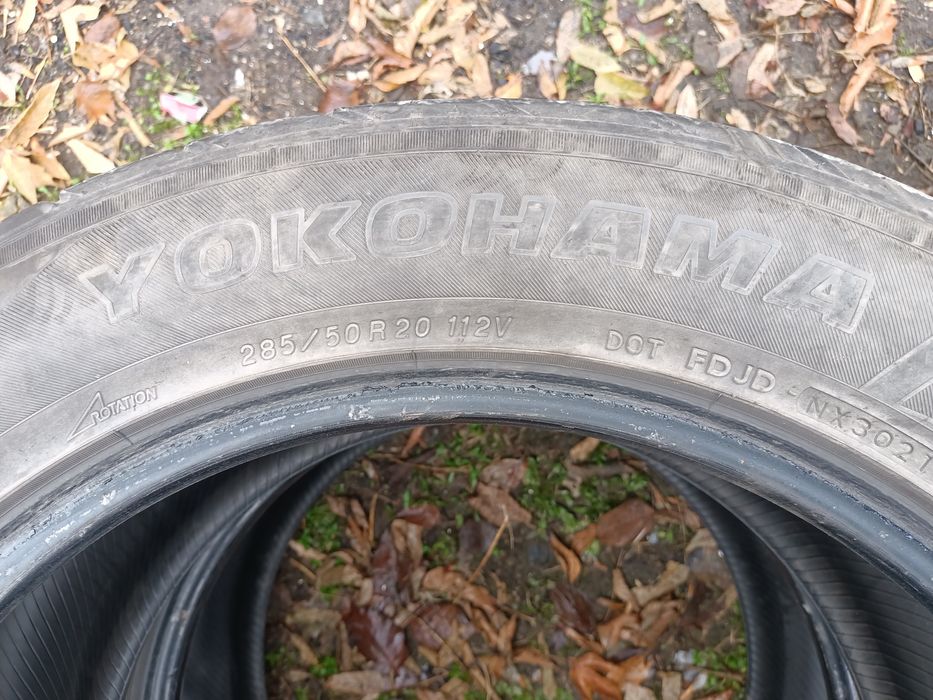 YOKOHAMA
285/50R20 112V DOT FDJD-NX3021
ROTATION